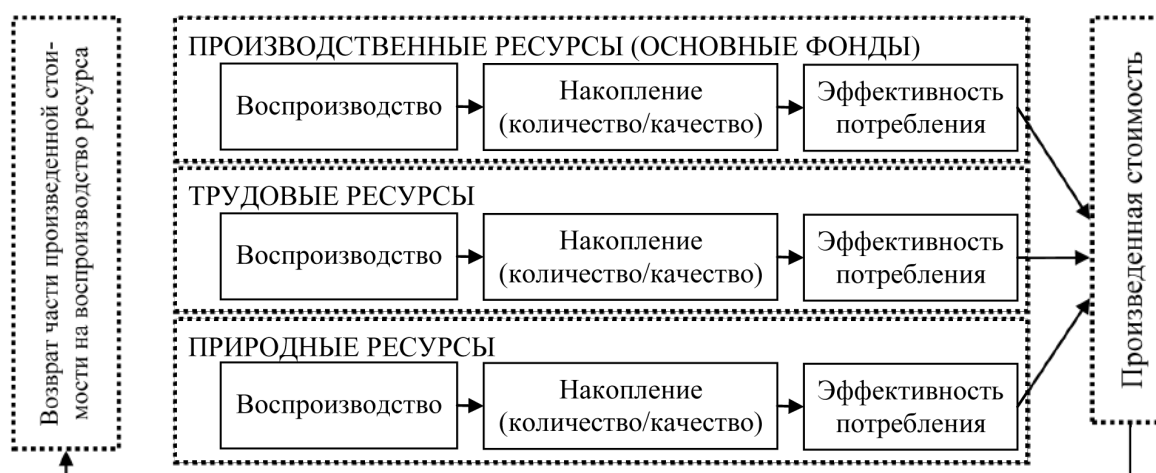 Возврат части произведенной стои-
мости на воспроизводство ресурса
ПРОИЗВОДСТВЕННЫЕ РЕСУРСЫ (ОСНОВНЫЕ ФОНДЫ)
Воспроизводство
Накопление
(количество/качество)
Эффективность
потребления
ТРУДОВЫЕ РЕСУРСЫ
Воспроизводство
Накопление
(количество/качество)
Эффективность
потребления
ПРИРОДНЫЕ РЕСУРСЫ
Воспроизводство
Накопление
(количество/качество)
Эффективность
потребления
Произведенная стоимость